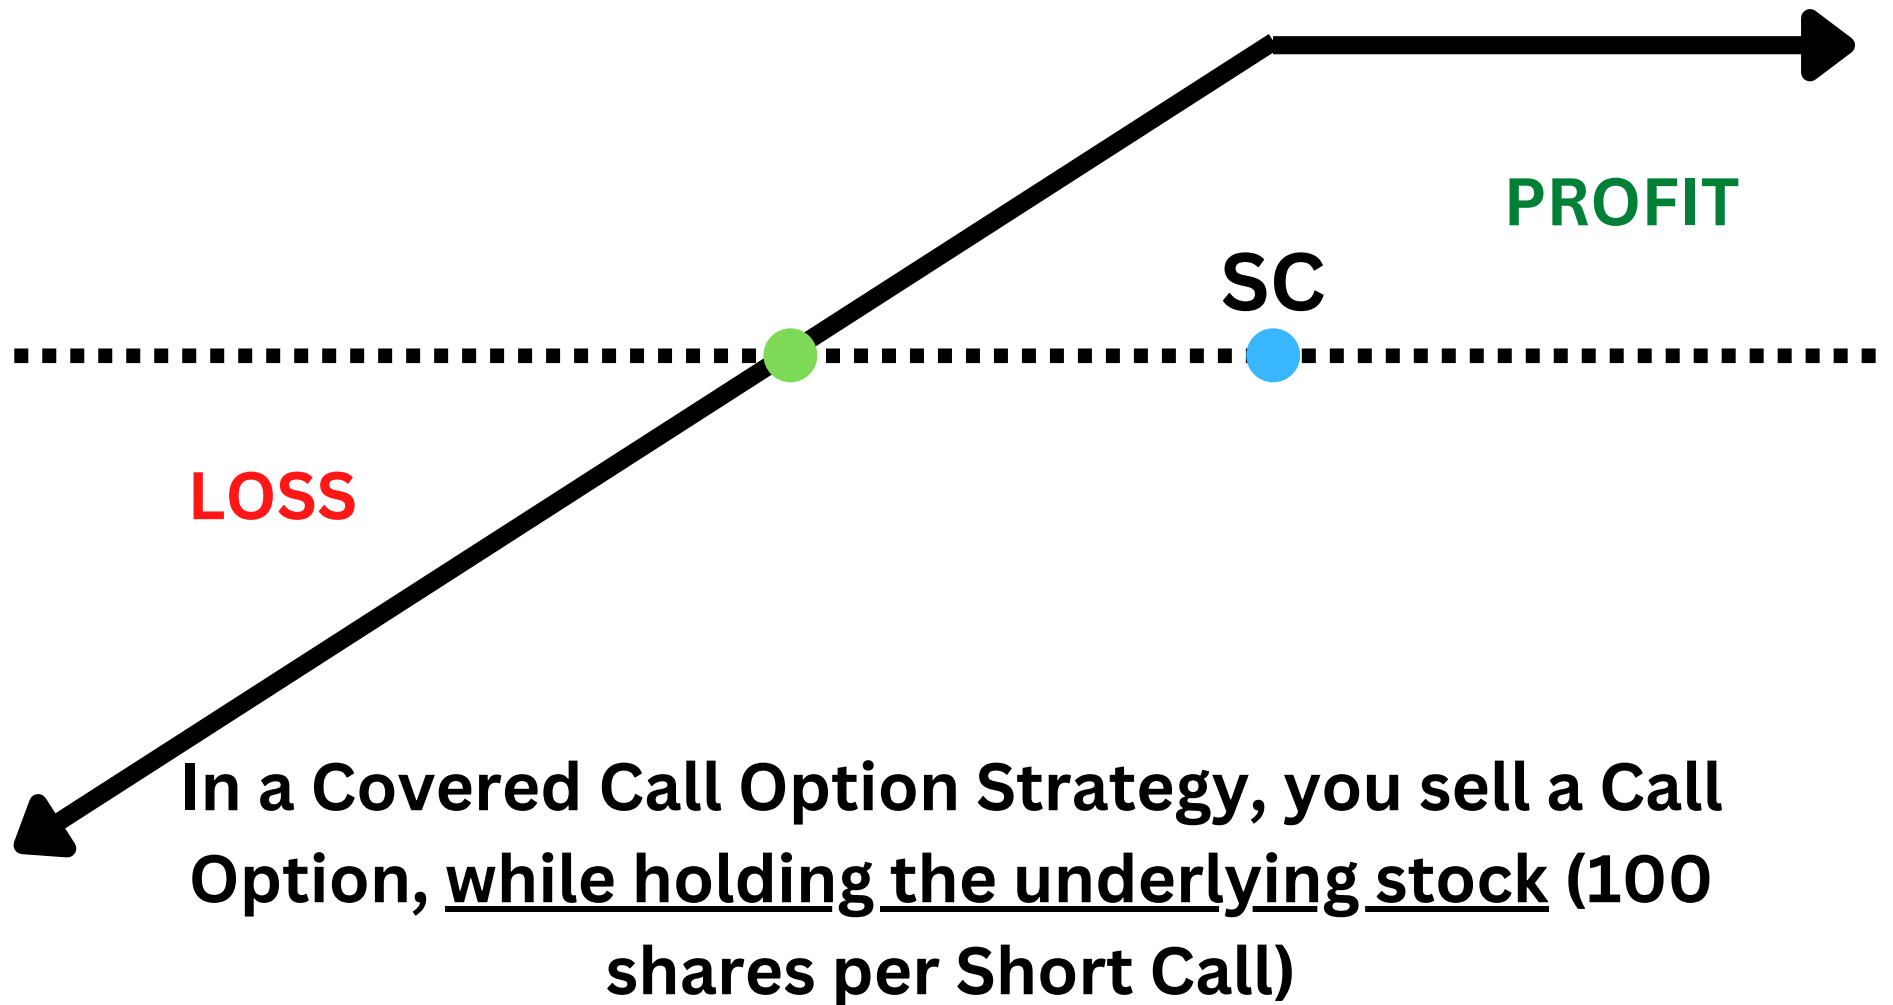 PROFIT
SC
LOSS
In a Covered Call Option Strategy, you sell a Call
Option, while holding the underlying stock (100
shares per Short Call)